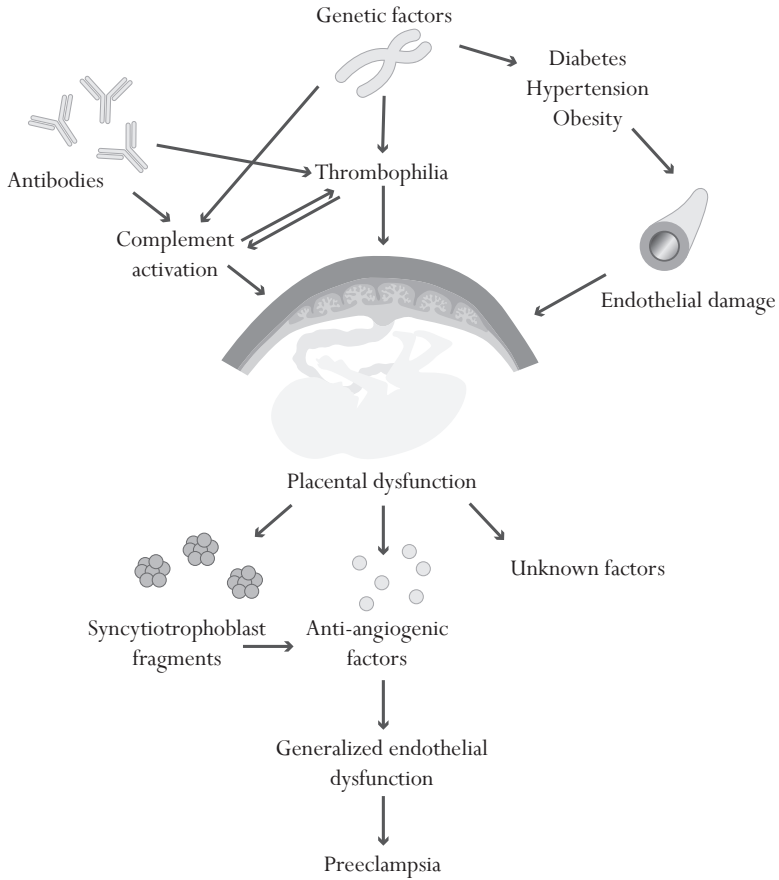 Genetic factors
Diabetes
Hypertension
Obesity
Antibodies
Thrombophilia
Complement
activation
Endothelial damage
Placental dysfunction
Unknown factors
Syncytiotrophoblast
fragments
Anti-angiogenic
factors
Generalized endothelial
dysfunction
Preeclampsia